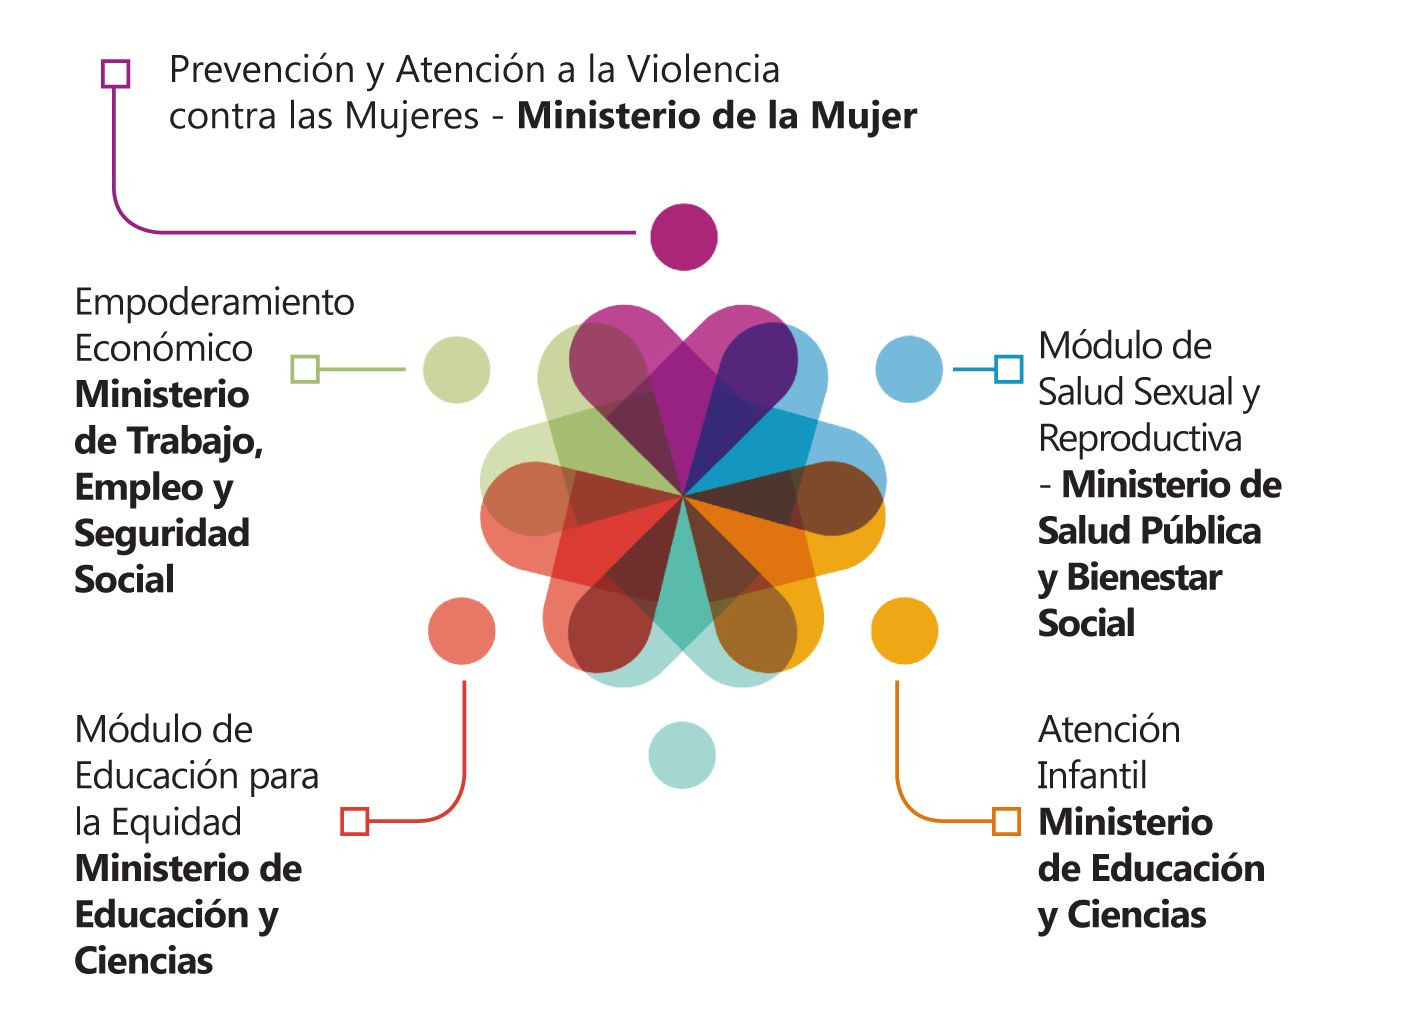 Prevención y Atención a la Violencia
contra las Mujeres - Ministerio de la Mujer
Empoderamiento
Económico
Ministerio
de Trabajo,
Empleo y
Seguridad
Social
Módulo de
Salud Sexual y
Reproductiva
- Ministerio de
Salud Pública
y Bienestar
Social
Módulo de
Educación para
la Equidad
Ministerio de
Educación y
Ciencias
Atención
Infantil
Ministerio
de Educación
y Ciencias